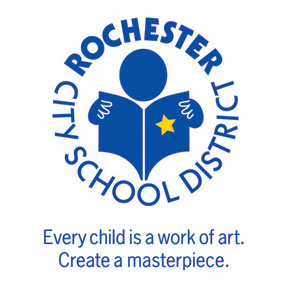 ROCHESTER
CITY SCHOOL DISTRICT
Every child is a work of art.
Create a masterpiece.